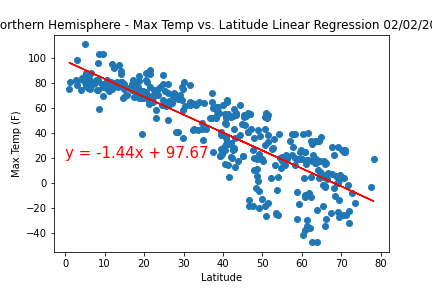 orthern Hemisphere - Max Temp vs. Latitude Linear Regression 02/02/20
100
80
60
40
20
0
−20
−40
Max Temp (F)
y = -1.44x + 97.67
0 10 20 30 40 50 60 70 80
Latitude